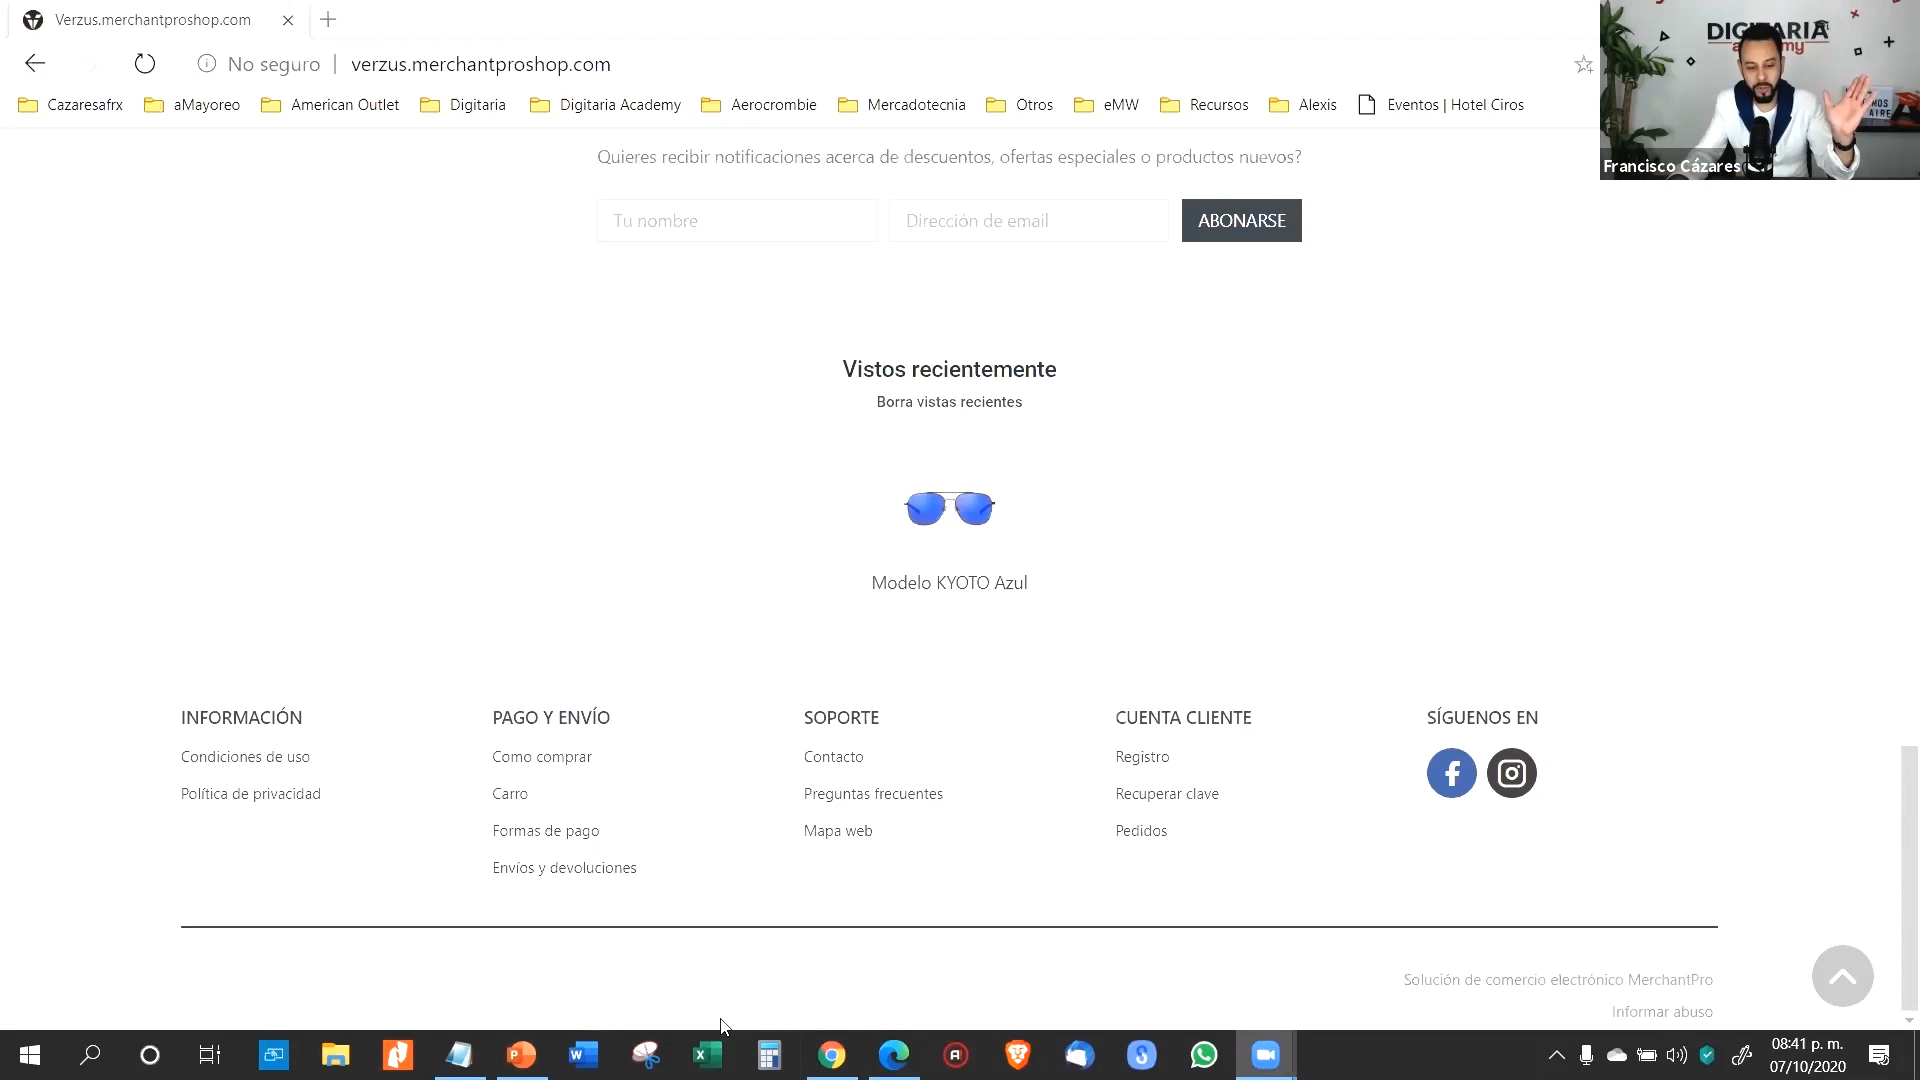 Verzus.merchantproshop.com
No seguro | verzus.merchantproshop.com
Cazaresafrx
aMayoreo
American Outlet
Digitaria
Digitaria Academy
Aerocrombie
Mercadotecnia
Otros
eMW
Recursos
Alexis
Eventos | Hotel Ciros
DIGITARIA
Francisco Cázares
Quieres recibir notificaciones acerca de descuentos, ofertas especiales o productos nuevos?
Tu nombre
Dirección de email
ABONARSE
Vistos recientemente
Borra vistas recientes
Modelo KYOTO Azul
INFORMACIÓN
Condiciones de uso
Política de privacidad
PAGO Y ENVÍO
Como comprar
Carro
Formas de pago
Envíos y devoluciones
SOPORTE
Contacto
Preguntas frecuentes
Mapa web
CUENTA CLIENTE
Registro
Recuperar clave
Pedidos
SÍGUENOS EN
Solución de comercio electrónico MerchantPro
Informar abuso
08:41 p. m.
07/10/2020